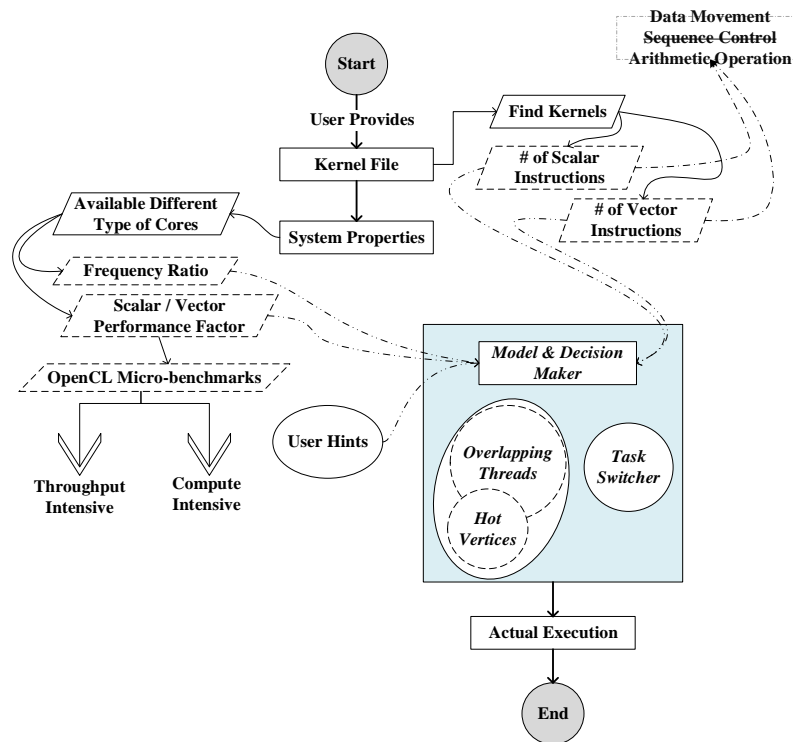 Data Movement
Sequence Control
Arithmetic Operation
Start
User Provides
Find Kernels
Kernel File
# of Scalar
Instructions
Available Different
Type of Cores
# of Vector
Instructions
System Properties
Frequency Ratio
Scalar / Vector
Performance Factor
Model & Decision
Maker
OpenCL Micro-benchmarks
User Hints
Overlapping
Threads
Task
Switcher
Throughput
Intensive
Compute
Intensive
Hot
Vertices
Actual Execution
End